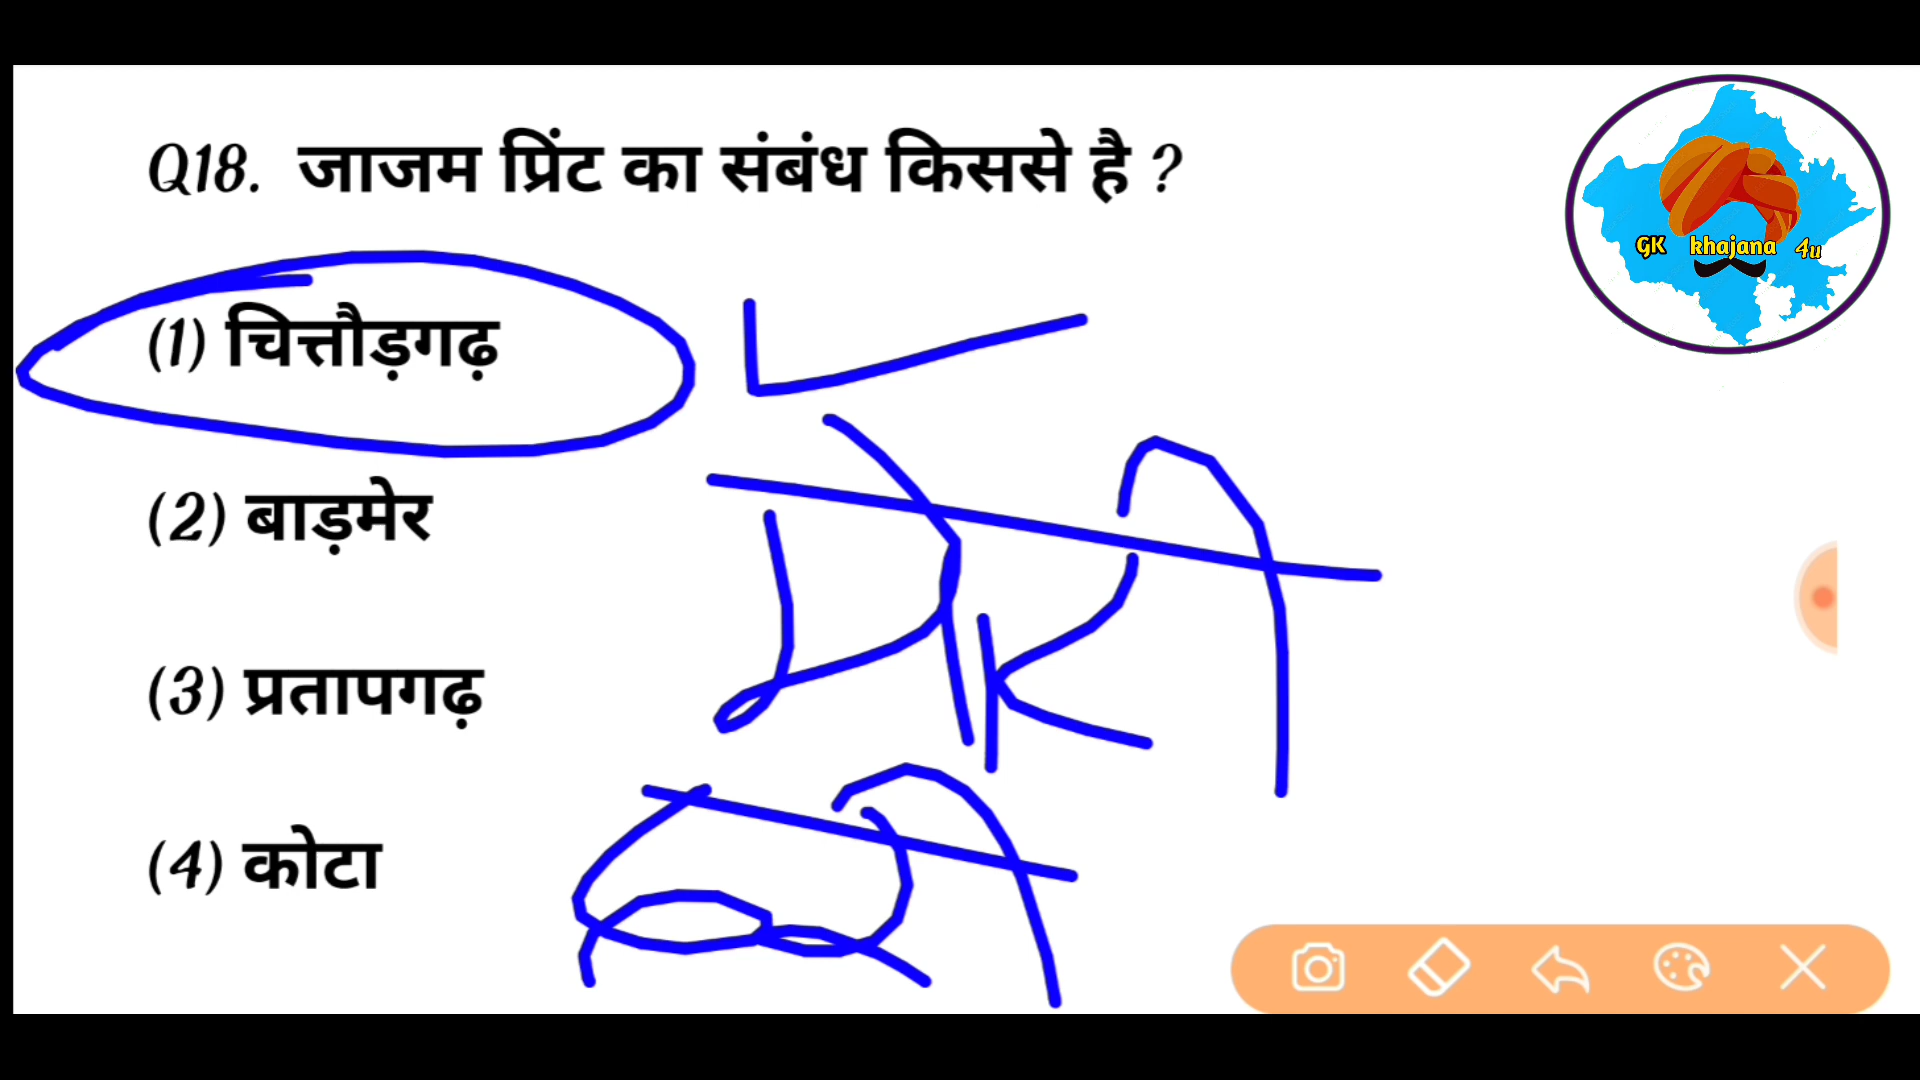 Q18. जाजम प्रिंट का संबंध किससे है ?
GK khajana 4u
(1) चित्तौड़गढ़
(2) बाड़मेर
(3) प्रतापगढ़
(4) कोटा